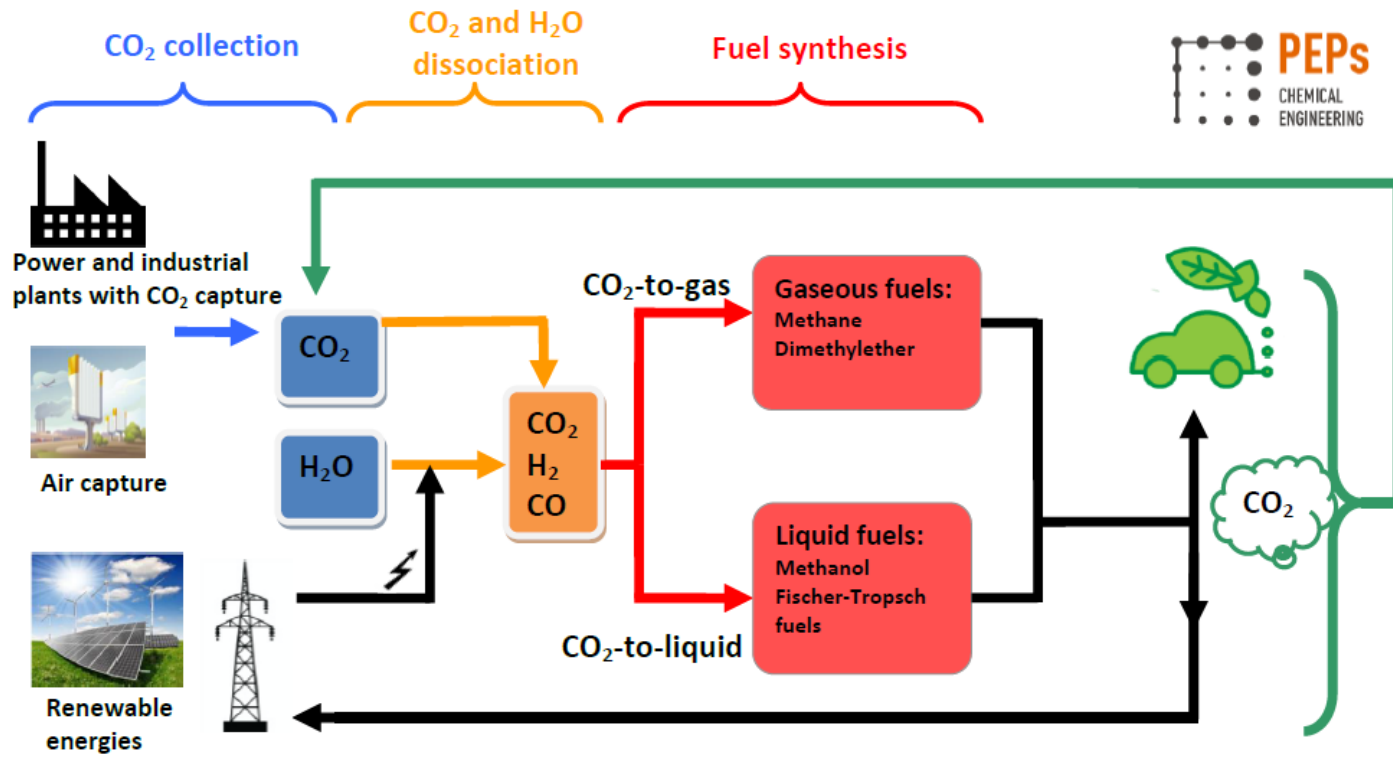 CO₂ collection
CO₂ and H₂O
dissociation
Fuel synthesis
PEPs
CHEMICAL
ENGINEERING
Power and industrial
plants with CO₂ capture
CO₂
H₂O
Air capture
Renewable
energies
CO₂
H₂
CO
CO₂-to-gas
Gaseous fuels:
Methane
Dimethylether
CO₂-to-liquid
Liquid fuels:
Methanol
Fischer-Tropsch
fuels
CO₂